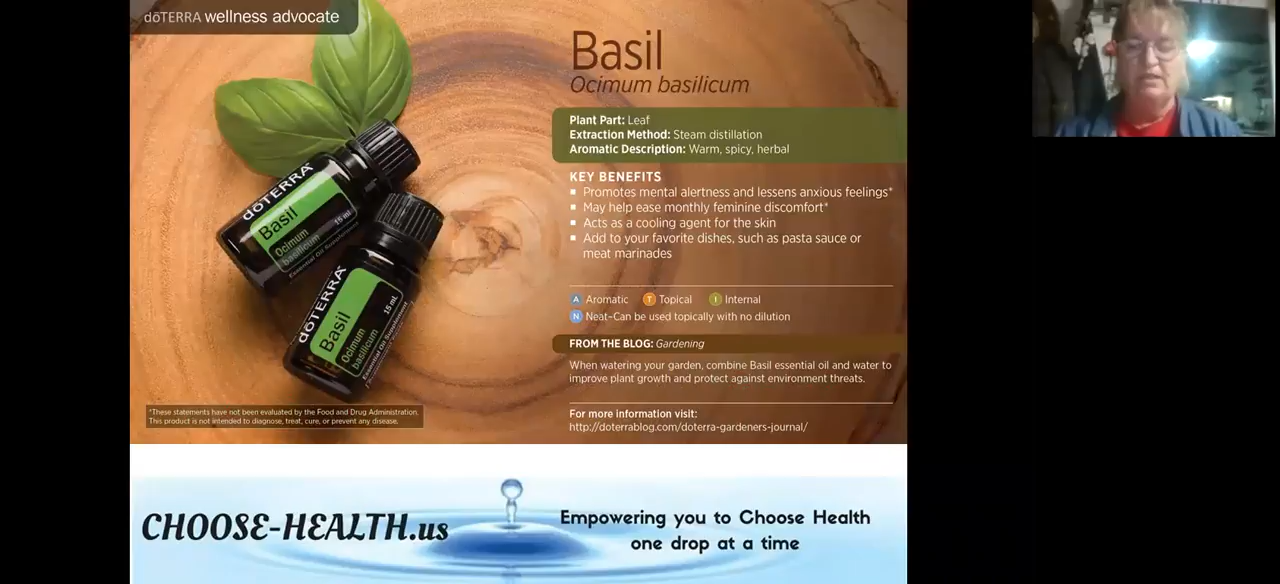 dōTERRA wellness advocate
Basil
Ocimum basilicum
Plant Part: Leaf
Extraction Method: Steam distillation
Aromatic Description: Warm, spicy, herbal
KEY BENEFITS
Promotes mental alertness and lessens anxious feelings*
May help ease monthly feminine discomfort*
Acts as a cooling agent for the skin
Add to your favorite dishes, such as pasta sauce or
meat marinades
A Aromatic T Topical I Internal
N Neat–Can be used topically with no dilution
FROM THE BLOG: Gardening
When watering your garden, combine Basil essential oil and water to
improve plant growth and protect against environment threats.
For more information visit:
http://doterrablog.com/doterra-gardeners-journal/
dōTERRA
Basil
Ocimum
basilicum
15 mL
Essential Oil Supplement
dōTERRA
Basil
Ocimum
basilicum
15 mL
Essential Oil Supplement
*These statements have not been evaluated by the Food and Drug Administration.
This product is not intended to diagnose, treat, cure, or prevent any disease.
CHOOSE-HEALTH.us
Empowering you to Choose Health
one drop at a time